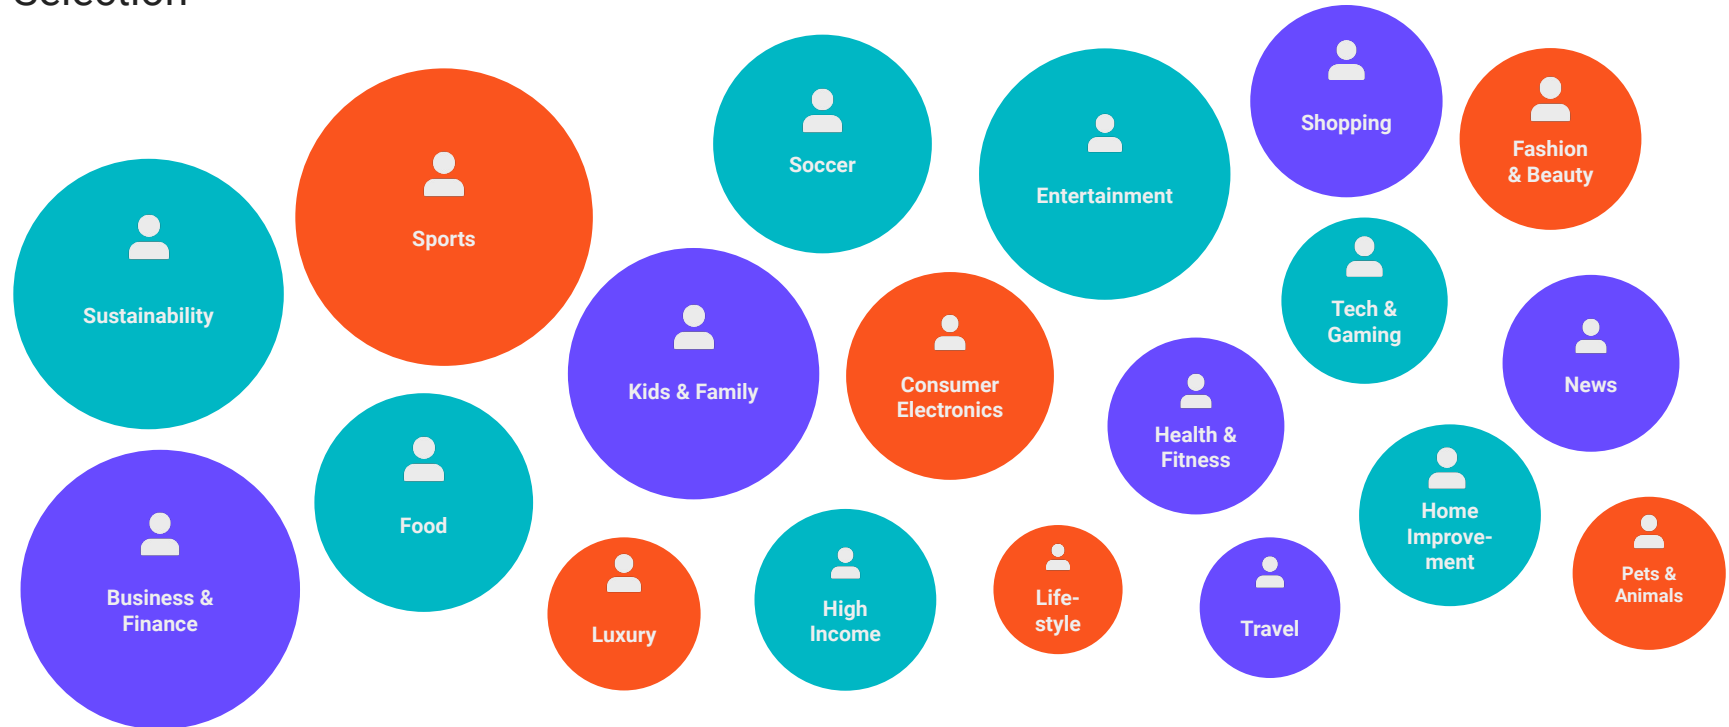 Selection
Shopping
Fashion
& Beauty
Soccer
Entertainment
Sports
Sustainability
Tech &
Gaming
Kids & Family
Consumer
Electronics
News
Health &
Fitness
Food
Home
Improve-
ment
Business &
Finance
Luxury
High
Income
Life-
style
Travel
Pets &
Animals